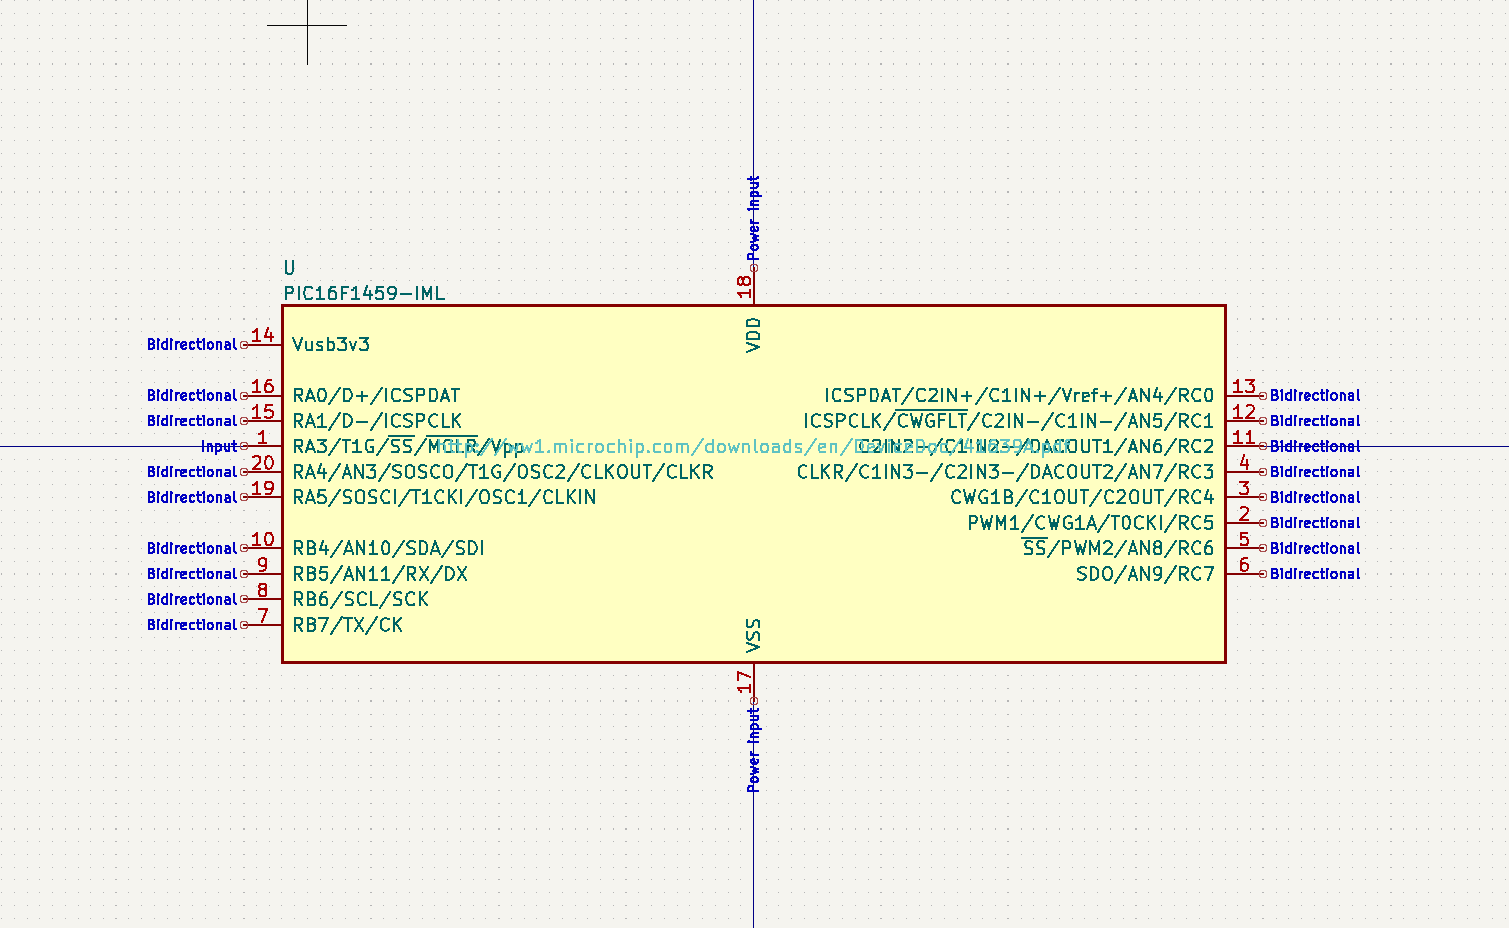 Power Input
18
U
PIC16F1459-IML
VDD
Bidirectional 14 Vusb3v3
Bidirectional 16 RA0/D+/ICSPDAT ICSPDAT/C2IN+/C1IN+/Vref+/AN4/RC0 13 Bidirectional
Bidirectional 15 RA1/D-/ICSPCLK ICSPCLK/CWGFLT/C2IN-/C1IN-/AN5/RC1 12 Bidirectional
Input 1 RA3/T1G/SS/MCLR/Vpp http://ww1.microchip.com/downloads/en/DeviceDoc/41639A.pdf C2IN2-/C1IN2-/DACOUT1/AN6/RC2 11 Bidirectional
Bidirectional 20 RA4/AN3/SOSCO/T1G/OSC2/CLKOUT/CLKR CLKR/C1IN3-/C2IN3-/DACOUT2/AN7/RC3 4 Bidirectional
Bidirectional 19 RA5/SOSCI/T1CKI/OSC1/CLKIN CWG1B/C1OUT/C2OUT/RC4 3 Bidirectional
PWM1/CWG1A/T0CKI/RC5 2 Bidirectional
Bidirectional 10 RB4/AN10/SDA/SDI SS/PWM2/AN8/RC6 5 Bidirectional
Bidirectional 9 RB5/AN11/RX/DX SDO/AN9/RC7 6 Bidirectional
Bidirectional 8 RB6/SCL/SCK
Bidirectional 7 RB7/TX/CK
VSS
17
Power Input